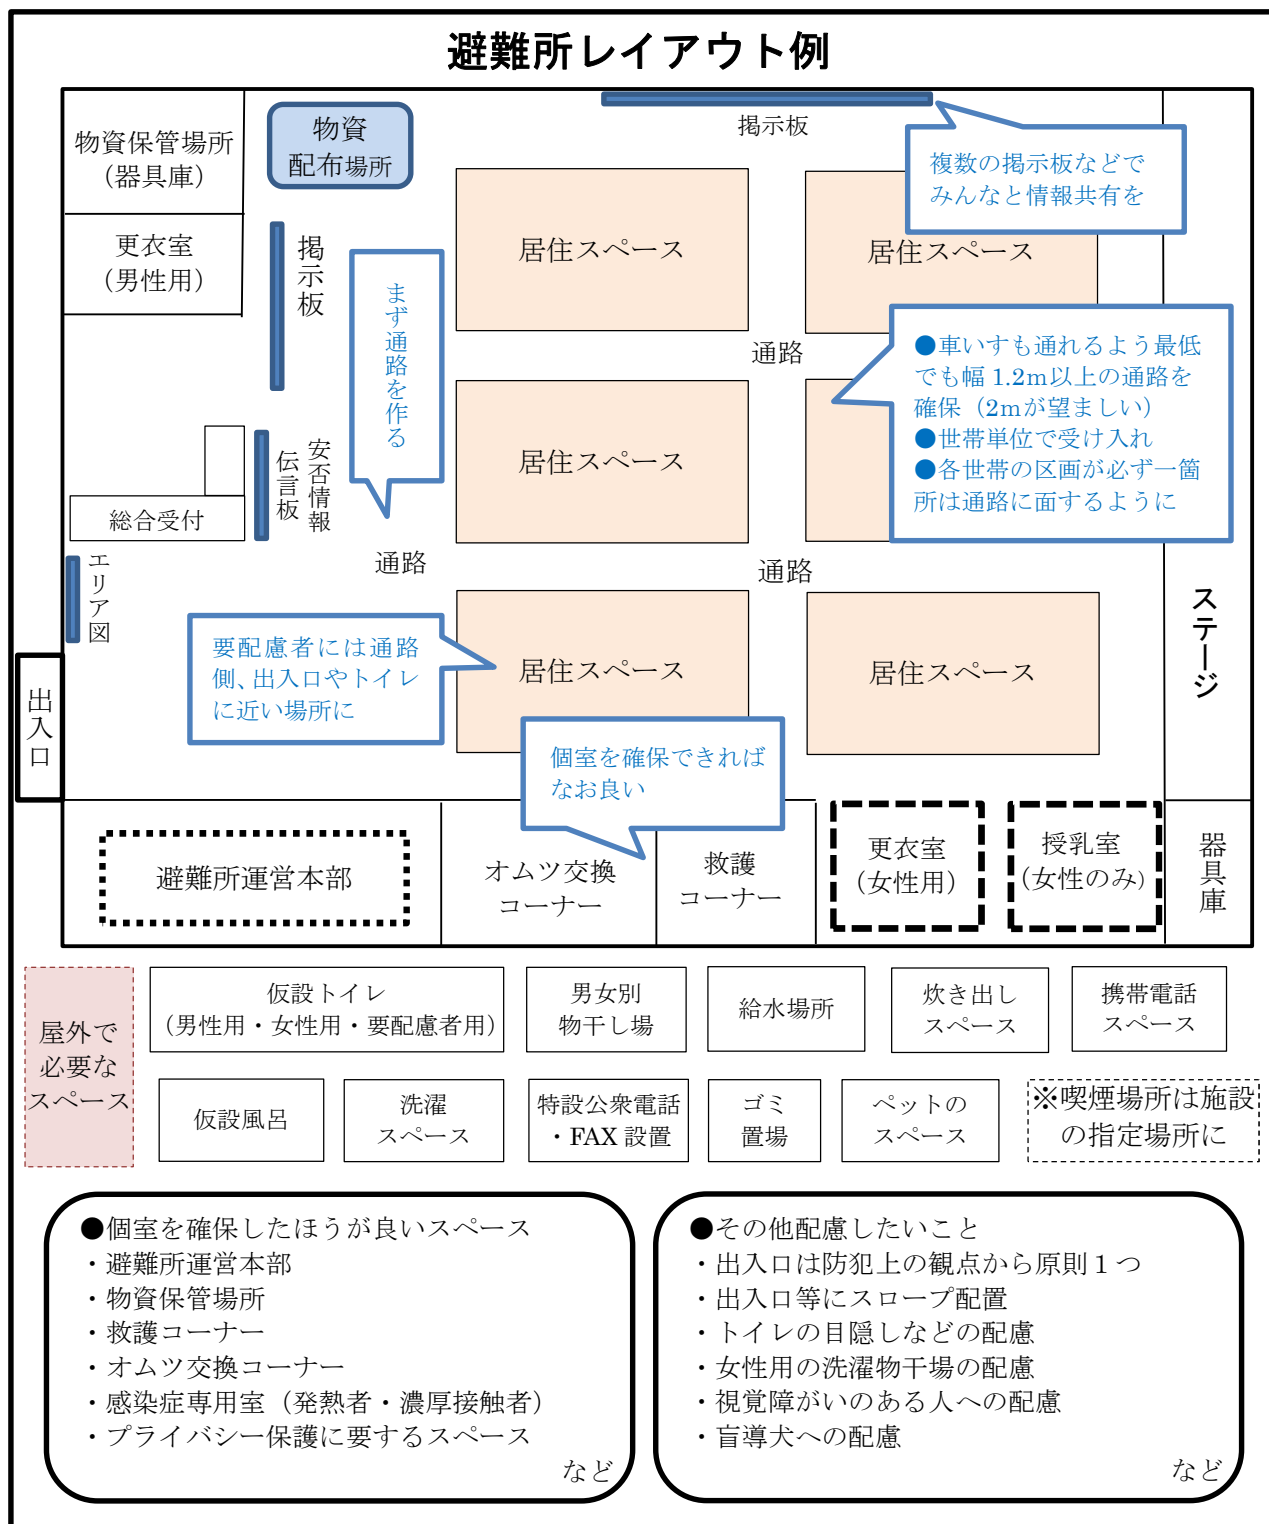 避難所レイアウト例
物資保管場所
（器具庫）
物資
配布場所
掲示板
複数の掲示板などで
みんなと情報共有を
更衣室
（男性用）
掲示板
まず通路を作る
居住スペース
居住スペース
通路
●車いすも通れるよう最低
でも幅 1.2m以上の通路を
確保（2mが望ましい）
●世帯単位で受け入れ
●各世帯の区画が必ず一箇
所は通路に面するように
居住スペース
安否情報
伝言板
総合受付
エリア図
通路
通路
ステージ
要配慮者には通路
側、出入口やトイレ
に近い場所に
居住スペース
居住スペース
出入口
個室を確保できれば
なお良い
避難所運営本部
オムツ交換
コーナー
救護
コーナー
更衣室
（女性用）
授乳室
（女性のみ）
器具庫
屋外で
必要な
スペース
仮設トイレ
（男性用・女性用・要配慮者用）
男女別
物干し場
給水場所
炊き出し
スペース
携帯電話
スペース
仮設風呂
洗濯
スペース
特設公衆電話
・FAX 設置
ゴミ
置場
ペットの
スペース
※喫煙場所は施設
の指定場所に
●個室を確保したほうが良いスペース
・避難所運営本部
・物資保管場所
・救護コーナー
・オムツ交換コーナー
・感染症専用室（発熱者・濃厚接触者）
・プライバシー保護に要するスペース
など
●その他配慮したいこと
・出入口は防犯上の観点から原則１つ
・出入口等にスロープ配置
・トイレの目隠しなどの配慮
・女性用の洗濯物干場の配慮
・視覚障がいのある人への配慮
・盲導犬への配慮
など